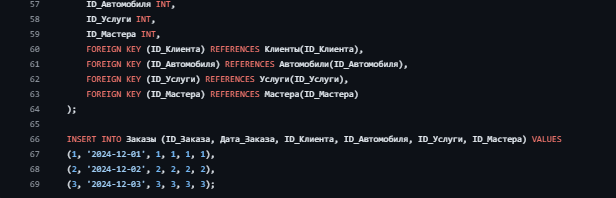 57 ID_Автомобиля INT,
58 ID_Услуги INT,
59 ID_Мастера INT,
60 FOREIGN KEY (ID_Клиента) REFERENCES Клиенты(ID_Клиента),
61 FOREIGN KEY (ID_Автомобиля) REFERENCES Автомобили(ID_Автомобиля),
62 FOREIGN KEY (ID_Услуги) REFERENCES Услуги(ID_Услуги),
63 FOREIGN KEY (ID_Мастера) REFERENCES Мастера(ID_Мастера)
64 );
65
66 INSERT INTO Заказы (ID_Заказа, Дата_Заказа, ID_Клиента, ID_Автомобиля, ID_Услуги, ID_Мастера) VALUES
67 (1, '2024-12-01', 1, 1, 1, 1),
68 (2, '2024-12-02', 2, 2, 2, 2),
69 (3, '2024-12-03', 3, 3, 3, 3);